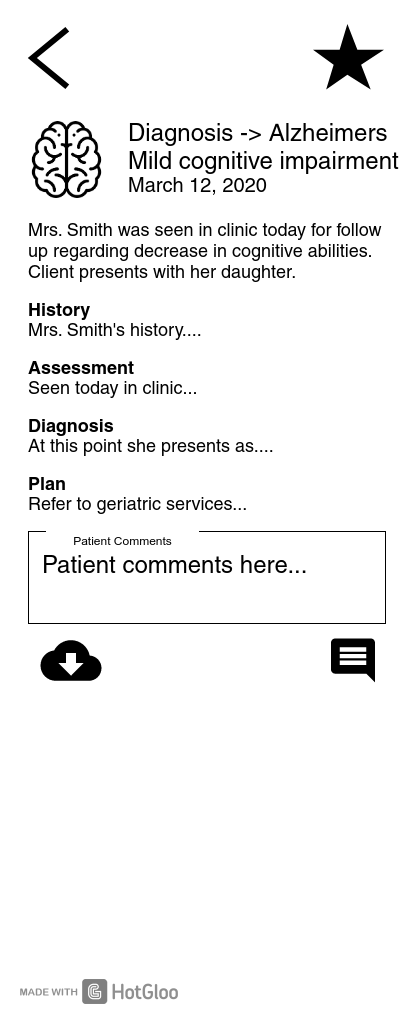 Diagnosis -> Alzheimers
Mild cognitive impairment
March 12, 2020
Mrs. Smith was seen in clinic today for follow
up regarding decrease in cognitive abilities.
Client presents with her daughter.
History
Mrs. Smith's history....
Assessment
Seen today in clinic...
Diagnosis
At this point she presents as....
Plan
Refer to geriatric services...
Patient Comments
Patient comments here...
MADE WITH HotGloo